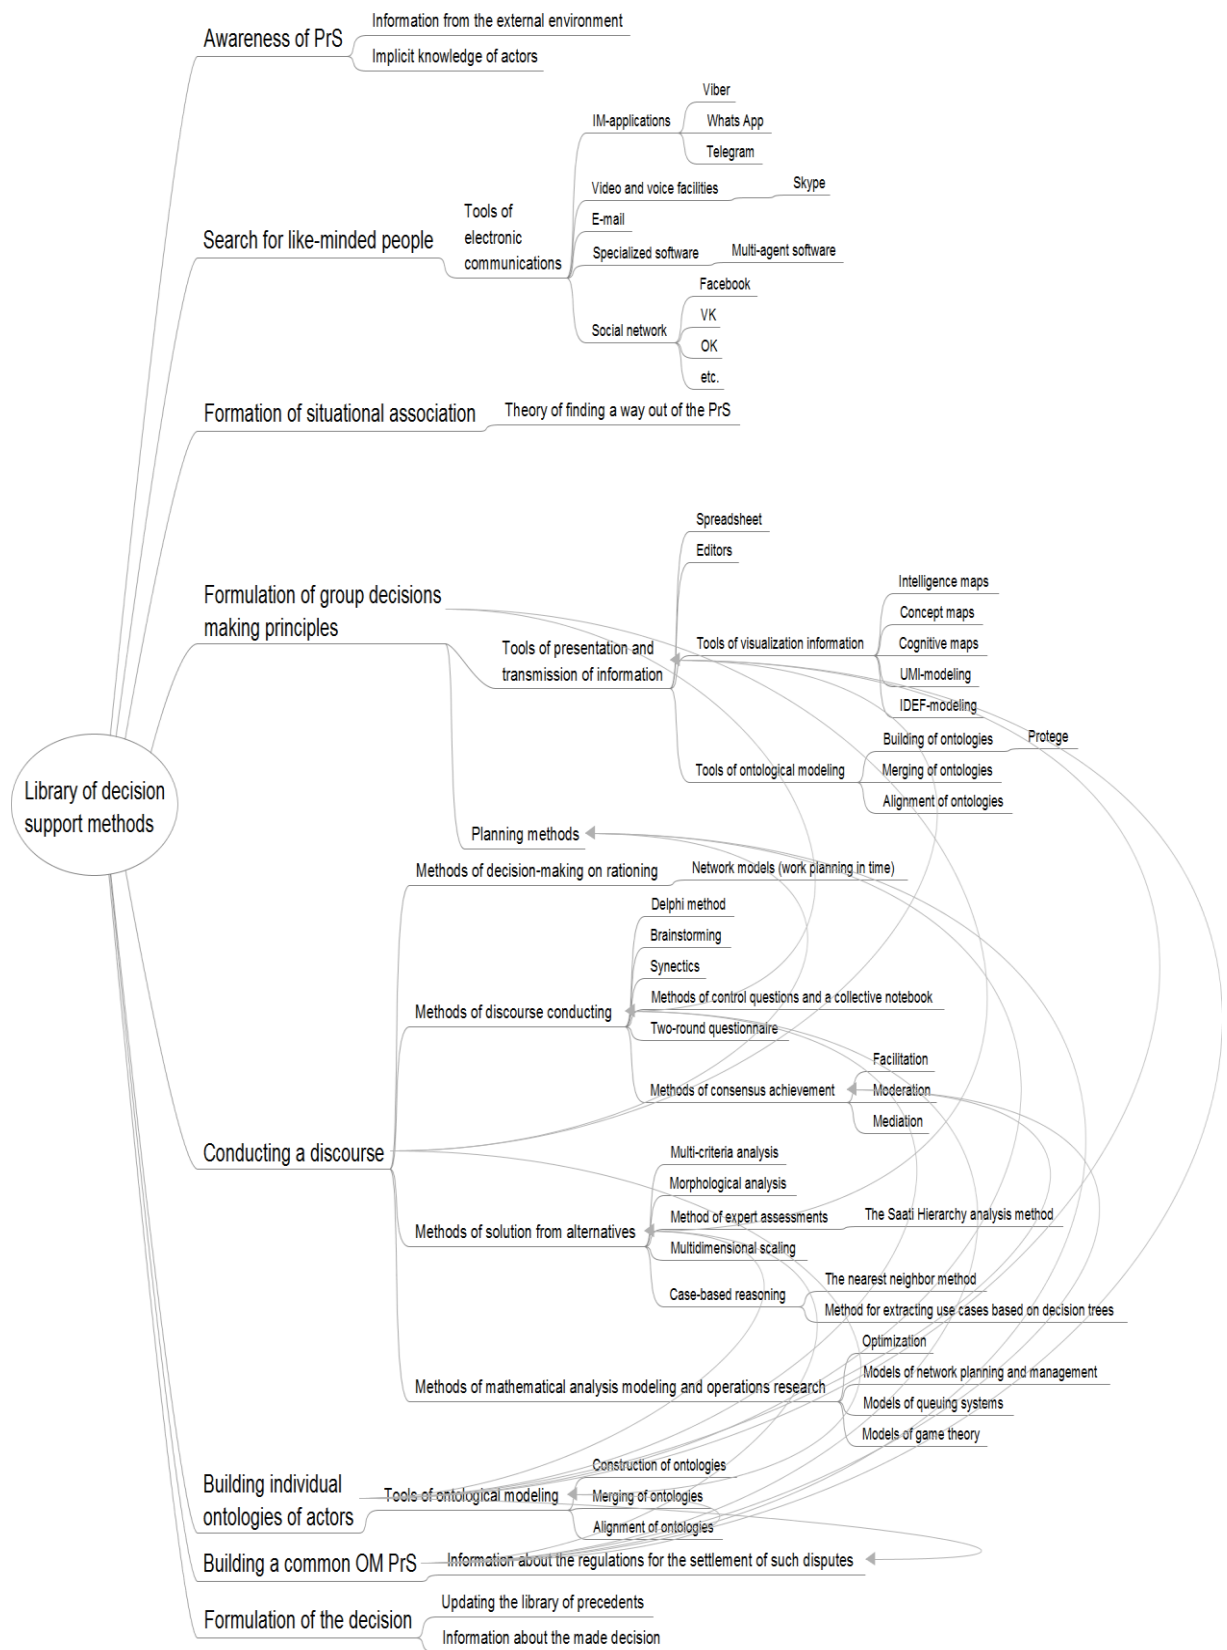 Awareness of PrS
Information from the external environment
Implicit knowledge of actors
Search for like-minded people
Tools of
electronic
communications
IM-applications
Viber
Whats App
Telegram
Video and voice facilities
Skype
E-mail
Specialized software
Multi-agent software
Social network
Facebook
VK
OK
etc.
Formation of situational association
Theory of finding a way out of the PrS
Formulation of group decisions
making principles
Tools of presentation and
transmission of information
Spreadsheet
Editors
Tools of visualization information
Intelligence maps
Concept maps
Cognitive maps
UMI-modeling
IDEF-modeling
Tools of ontological modeling
Building of ontologies
Protege
Merging of ontologies
Alignment of ontologies
Planning methods
Library of decision
support methods
Conducting a discourse
Methods of decision-making on rationing
Network models (work planning in time)
Methods of discourse conducting
Delphi method
Brainstorming
Synectics
Methods of control questions and a collective notebook
Two-round questionnaire
Methods of consensus achievement
Facilitation
Moderation
Mediation
Methods of solution from alternatives
Multi-criteria analysis
Morphological analysis
Method of expert assessments
The Saati Hierarchy analysis method
Multidimensional scaling
Case-based reasoning
The nearest neighbor method
Method for extracting use cases based on decision trees
Methods of mathematical analysis modeling and operations research
Optimization
Models of network planning and management
Models of queuing systems
Models of game theory
Building individual
ontologies of actors
Tools of ontological modeling
Construction of ontologies
Merging of ontologies
Alignment of ontologies
Building a common OM PrS
Information about the regulations for the settlement of such disputes
Formulation of the decision
Updating the library of precedents
Information about the made decision